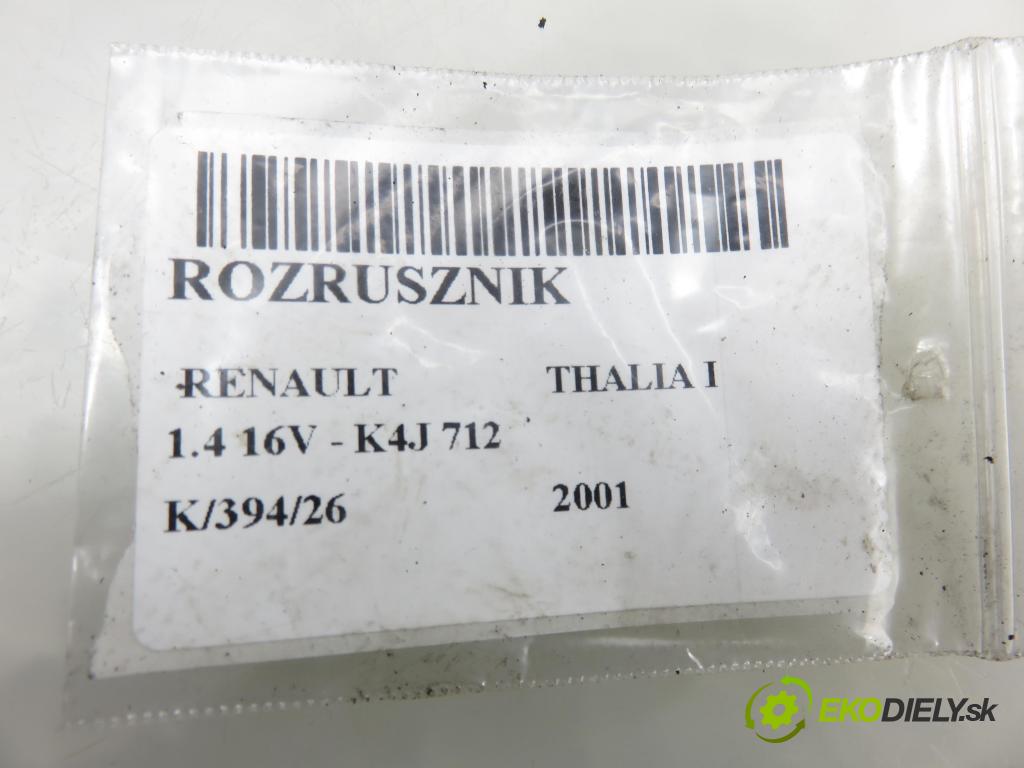 ROZRUSZNIK
RENAULT THALIA I
1.4 16V - K4J 712
K/394/26 2001
EKODIELY.sk